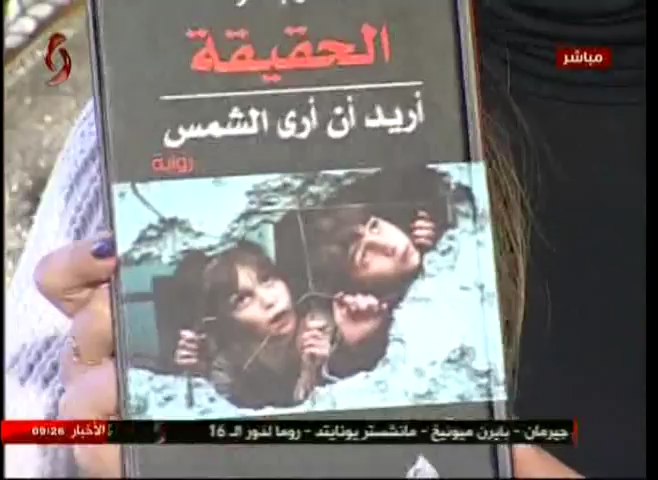 الحقيقة
مباشر
أريد أن أرى الشمس
رواية
جيرمان - بايرن ميونيخ - مانشستر يونايتد - روما لدور الـ 16
الأخبار 09:26